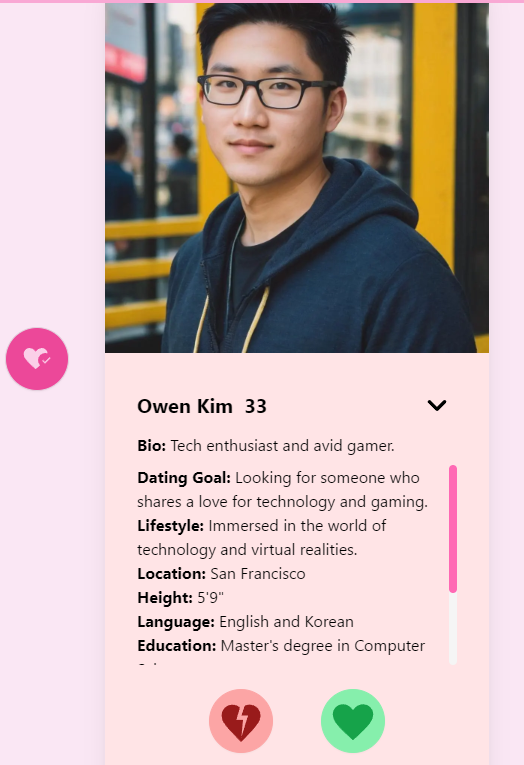 Owen Kim 33
Bio: Tech enthusiast and avid gamer.
Dating Goal: Looking for someone who
shares a love for technology and gaming.
Lifestyle: Immersed in the world of
technology and virtual realities.
Location: San Francisco
Height: 5'9"
Language: English and Korean
Education: Master's degree in Computer